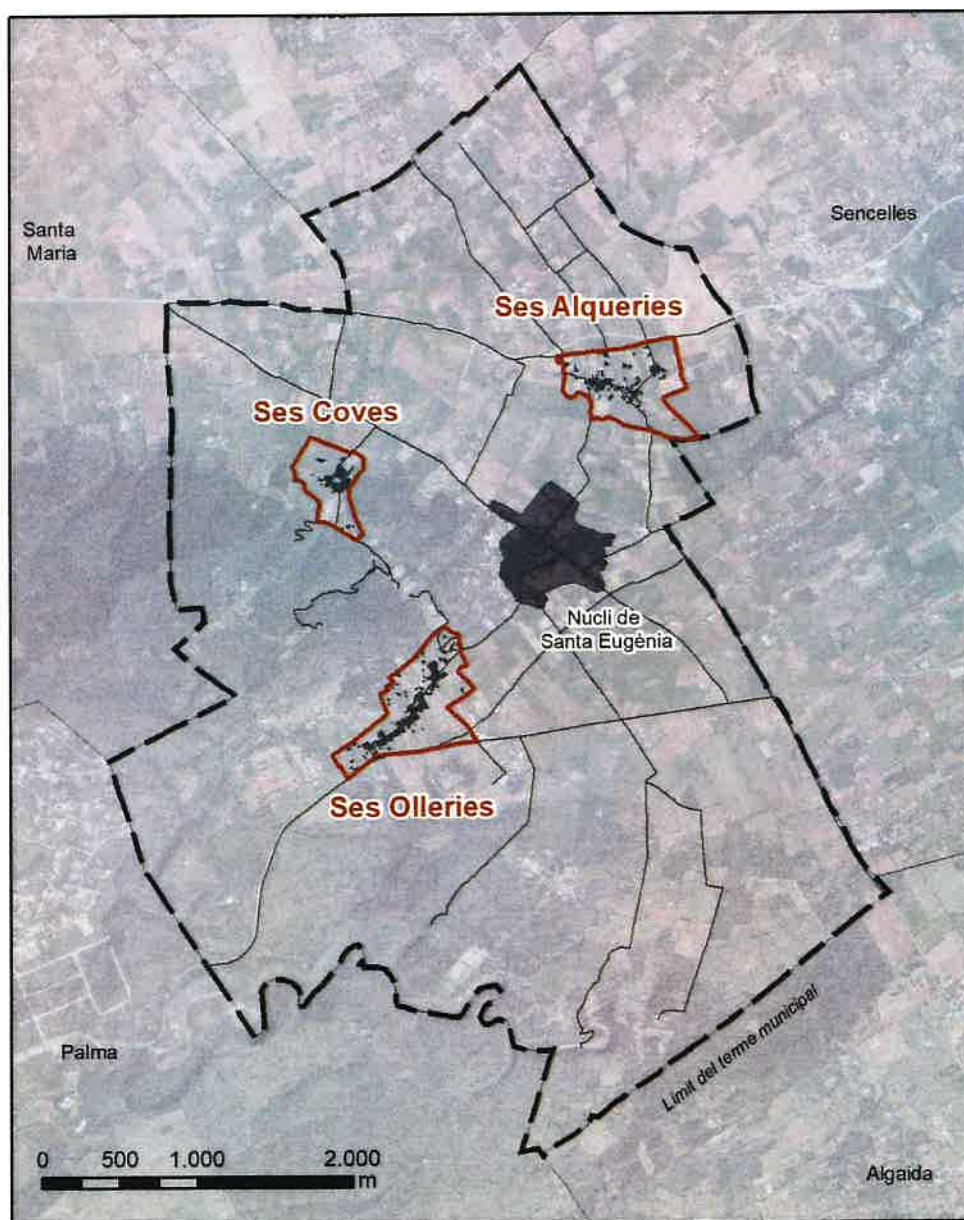 Santa
Maria
Sencelles
Ses Alqueries
Ses Coves
Nucli de
Santa Eugènia
Ses Olleries
Límit del terme municipal
Palma
0 500 1.000 2.000
m
Algaida